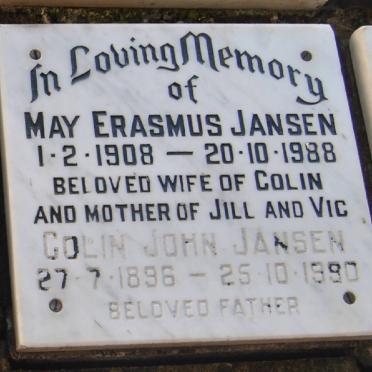 In Loving Memory
of
MAY ERASMUS JANSEN
1·2·1908 — 20·10·1988
BELOVED WIFE OF COLIN
AND MOTHER OF JILL AND VIC
COLIN JOHN JANSEN
27·7·1896 — 25·10·1990
BELOVED FATHER